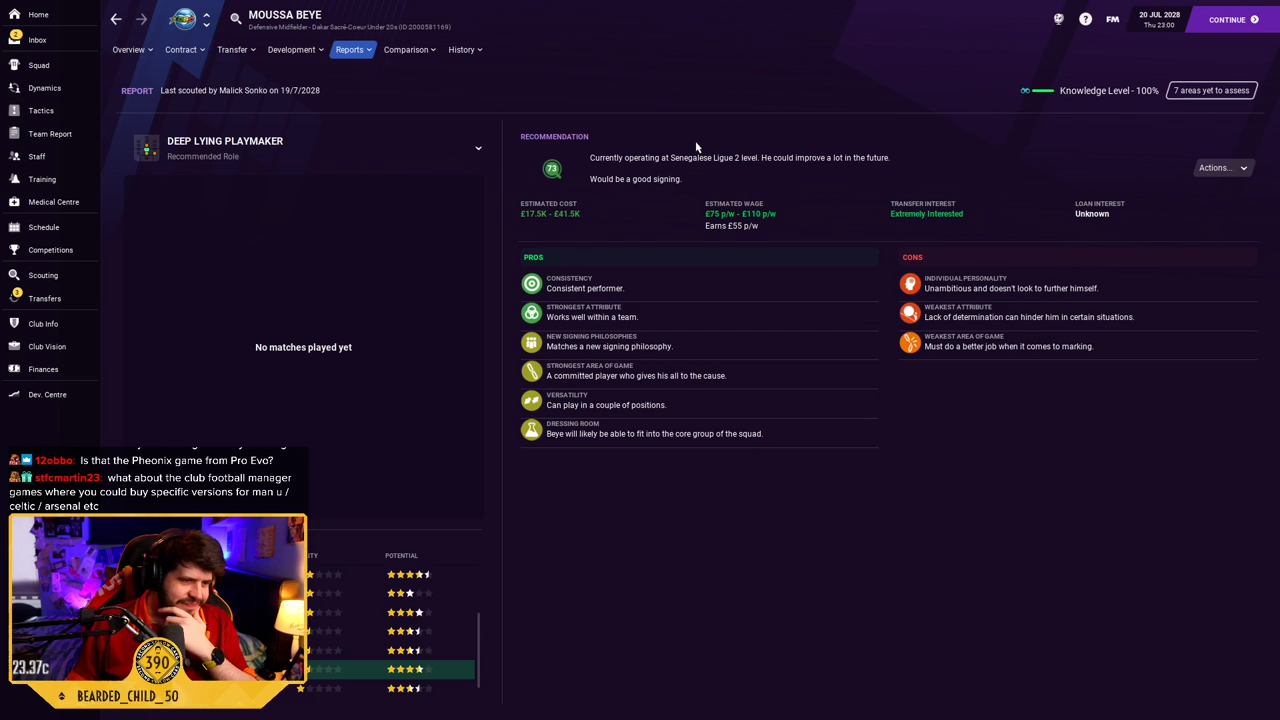 Home
2
Inbox
Squad
Dynamics
Tactics
Team Report
Staff
Training
Medical Centre
Schedule
Competitions
Scouting
3
Transfers
Club Info
Club Vision
Finances
Dev. Centre
MOUSSA BEYE
Defensive Midfielder - Dakar Sacré-Coeur Under 20s (ID:2000581169)
FM
20 JUL 2028
Thu 23:00
CONTINUE
Overview
Contract
Transfer
Development
Reports
Comparison
History
REPORT
Last scouted by Malick Sonko on 19/7/2028
Knowledge Level - 100%
7 areas yet to assess
DEEP LYING PLAYMAKER
Recommended Role
No matches played yet
POTENTIAL
RECOMMENDATION
73
Currently operating at Senegalese Ligue 2 level. He could improve a lot in the future.
Would be a good signing.
Actions...
ESTIMATED COST
£17.5K - £41.5K
ESTIMATED WAGE
£75 p/w - £110 p/w
Earns £55 p/w
TRANSFER INTEREST
Extremely Interested
LOAN INTEREST
Unknown
PROS
CONSISTENCY
Consistent performer.
STRONGEST ATTRIBUTE
Works well within a team.
NEW SIGNING PHILOSOPHIES
Matches a new signing philosophy.
STRONGEST AREA OF GAME
A committed player who gives his all to the cause.
VERSATILITY
Can play in a couple of positions.
DRESSING ROOM
Beye will likely be able to fit into the core group of the squad.
CONS
INDIVIDUAL PERSONALITY
Unambitious and doesn't look to further himself.
WEAKEST ATTRIBUTE
Lack of determination can hinder him in certain situations.
WEAKEST AREA OF GAME
Must do a better job when it comes to marking.
12obbo: Is that the Pheonix game from Pro Evo?
stfcmartin23: what about the club football manager
games where you could buy specific versions for man u /
celtic / arsenal etc
23.37c
390
BEARDED_CHILD_50